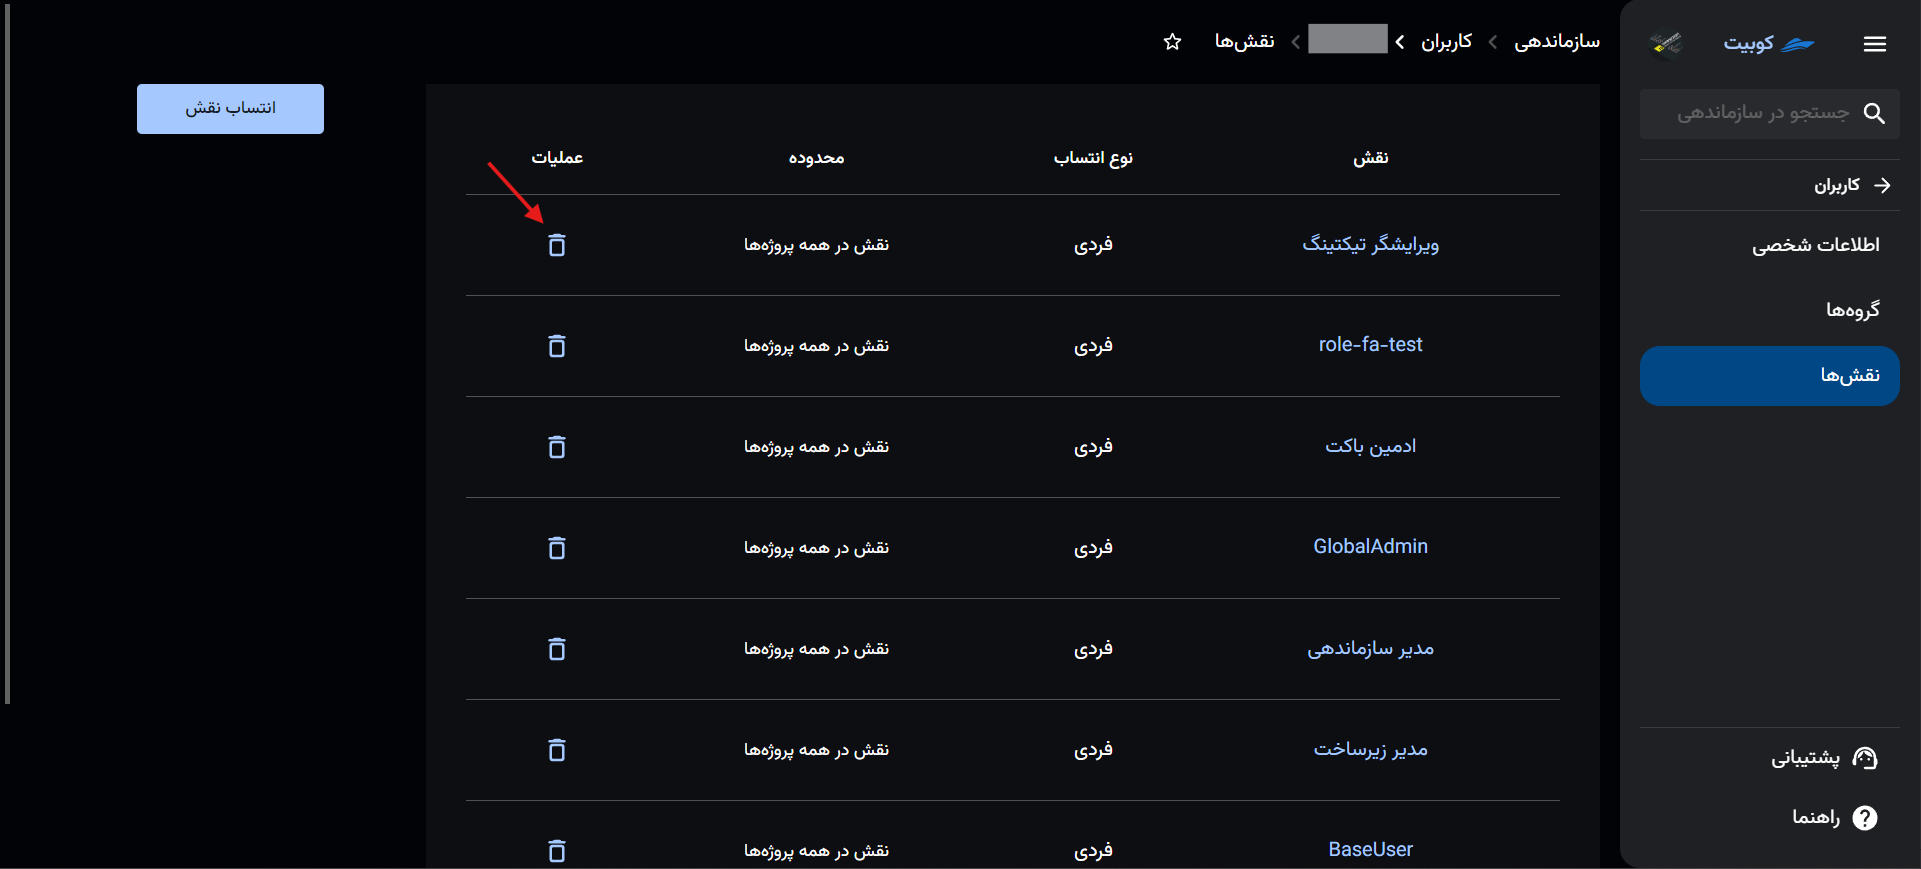 کوبیت
جستجو در سازماندهی
کاربران
اطلاعات شخصی
گروه‌ها
نقش‌ها
پشتیبانی
راهنما
سازماندهی
کاربران
نقش‌ها
انتساب نقش
نقش نوع انتساب محدوده عملیات
ویرایشگر تیکتینگ فردی نقش در همه پروژه‌ها
role-fa-test فردی نقش در همه پروژه‌ها
ادمین باکت فردی نقش در همه پروژه‌ها
GlobalAdmin فردی نقش در همه پروژه‌ها
مدیر سازماندهی فردی نقش در همه پروژه‌ها
مدیر زیرساخت فردی نقش در همه پروژه‌ها
BaseUser فردی نقش در همه پروژه‌ها